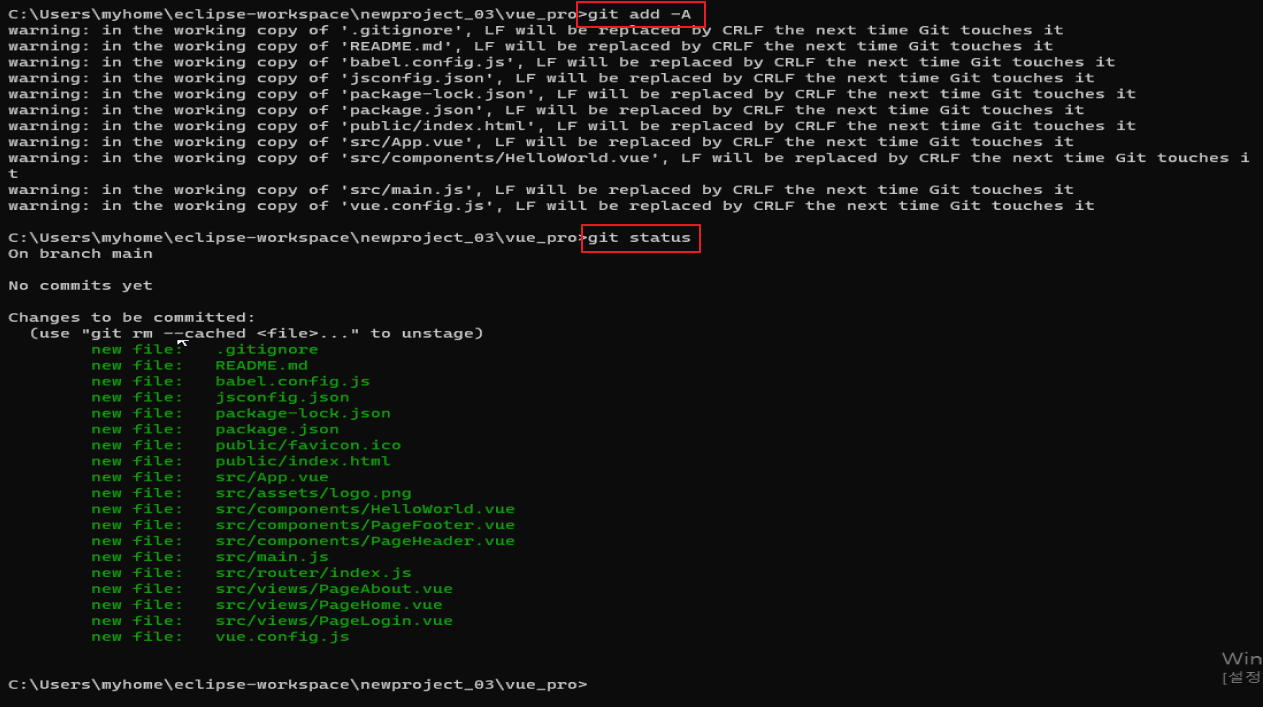 C:\Users\myhome\eclipse-workspace\newproject_03\vue_pro>git add -A
warning: in the working copy of '.gitignore', LF will be replaced by CRLF the next time Git touches it
warning: in the working copy of 'README.md', LF will be replaced by CRLF the next time Git touches it
warning: in the working copy of 'babel.config.js', LF will be replaced by CRLF the next time Git touches it
warning: in the working copy of 'jsconfig.json', LF will be replaced by CRLF the next time Git touches it
warning: in the working copy of 'package-lock.json', LF will be replaced by CRLF the next time Git touches it
warning: in the working copy of 'package.json', LF will be replaced by CRLF the next time Git touches it
warning: in the working copy of 'public/index.html', LF will be replaced by CRLF the next time Git touches it
warning: in the working copy of 'src/App.vue', LF will be replaced by CRLF the next time Git touches it
warning: in the working copy of 'src/components/HelloWorld.vue', LF will be replaced by CRLF the next time Git touches i
t
warning: in the working copy of 'src/main.js', LF will be replaced by CRLF the next time Git touches it
warning: in the working copy of 'vue.config.js', LF will be replaced by CRLF the next time Git touches it
C:\Users\myhome\eclipse-workspace\newproject_03\vue_pro>git status
On branch main
No commits yet
Changes to be committed:
  (use "git rm --cached <file>..." to unstage)
        new file:   .gitignore
        new file:   README.md
        new file:   babel.config.js
        new file:   jsconfig.json
        new file:   package-lock.json
        new file:   package.json
        new file:   public/favicon.ico
        new file:   public/index.html
        new file:   src/App.vue
        new file:   src/assets/logo.png
        new file:   src/components/HelloWorld.vue
        new file:   src/components/PageFooter.vue
        new file:   src/components/PageHeader.vue
        new file:   src/main.js
        new file:   src/router/index.js
        new file:   src/views/PageAbout.vue
        new file:   src/views/PageHome.vue
        new file:   src/views/PageLogin.vue
        new file:   vue.config.js
Win
[설정
C:\Users\myhome\eclipse-workspace\newproject_03\vue_pro>